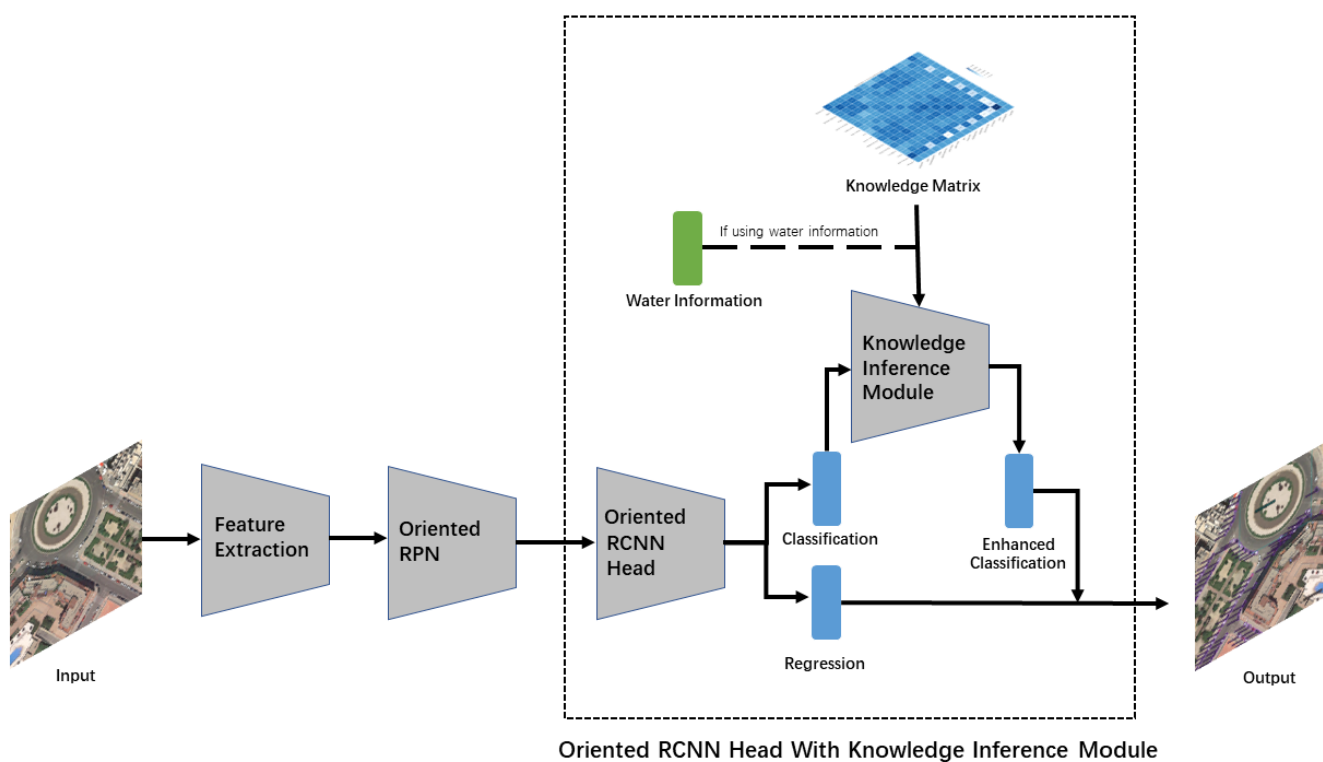 Knowledge Matrix
If using water information
Water Information
Knowledge
Inference
Module
Feature
Extraction
Oriented
RPN
Oriented
RCNN
Head
Classification
Enhanced
Classification
Regression
Input
Output
Oriented RCNN Head With Knowledge Inference Module